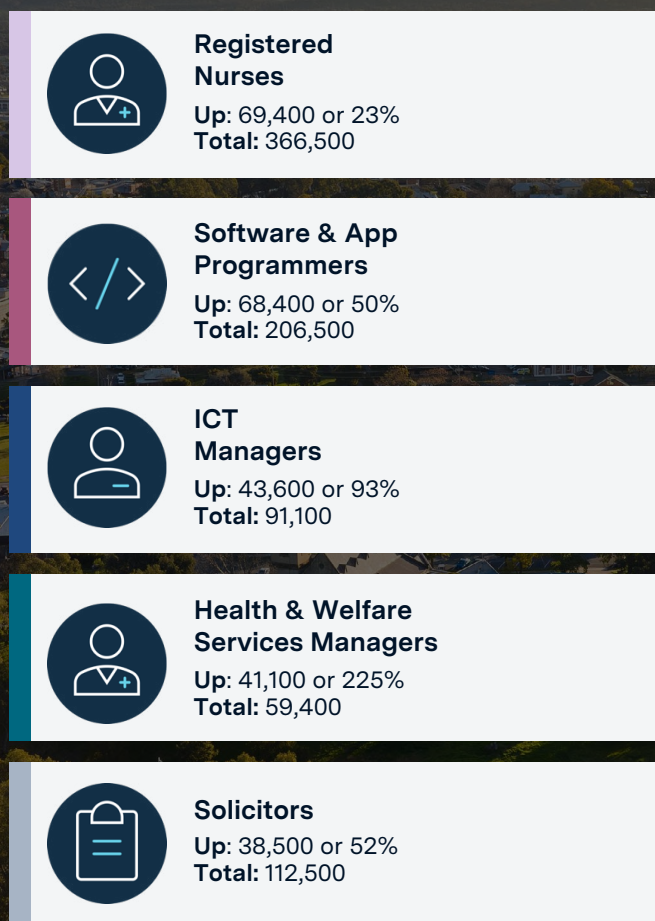 Registered
Nurses
Up: 69,400 or 23%
Total: 366,500
Software & App
Programmers
Up: 68,400 or 50%
Total: 206,500
ICT
Managers
Up: 43,600 or 93%
Total: 91,100
Health & Welfare
Services Managers
Up: 41,100 or 225%
Total: 59,400
Solicitors
Up: 38,500 or 52%
Total: 112,500